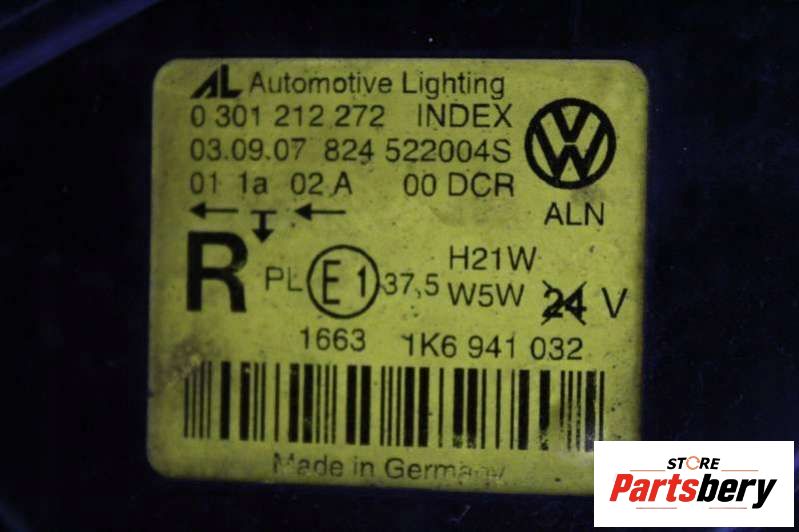 AL Automotive Lighting
0 301 212 272 INDEX
03.09.07 824 522004S
01 1a 02 A 00 DCR
VW
ALN
R PL E1 37,5 H21W
W5W 24 V
1663 1K6 941 032
Made in Germany
STORE
Partsbery